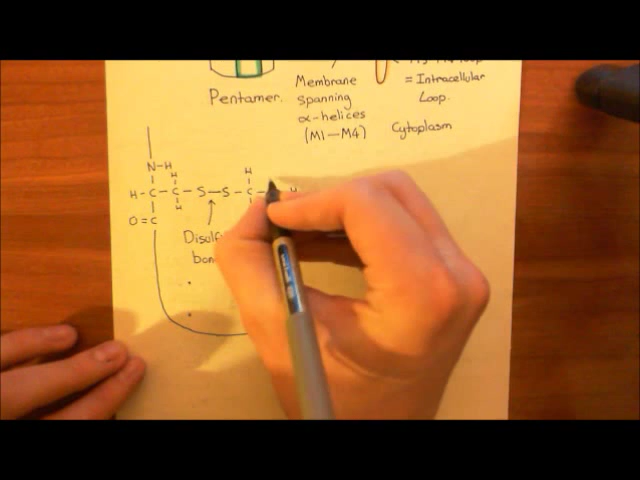 Pentamer.
Membrane
spanning
α-helices
(M1—M4)
= Intracellular
Loop.
Cytoplasm
N-H
H
H
H-C-C-S-S-C
H
H
O=C
H